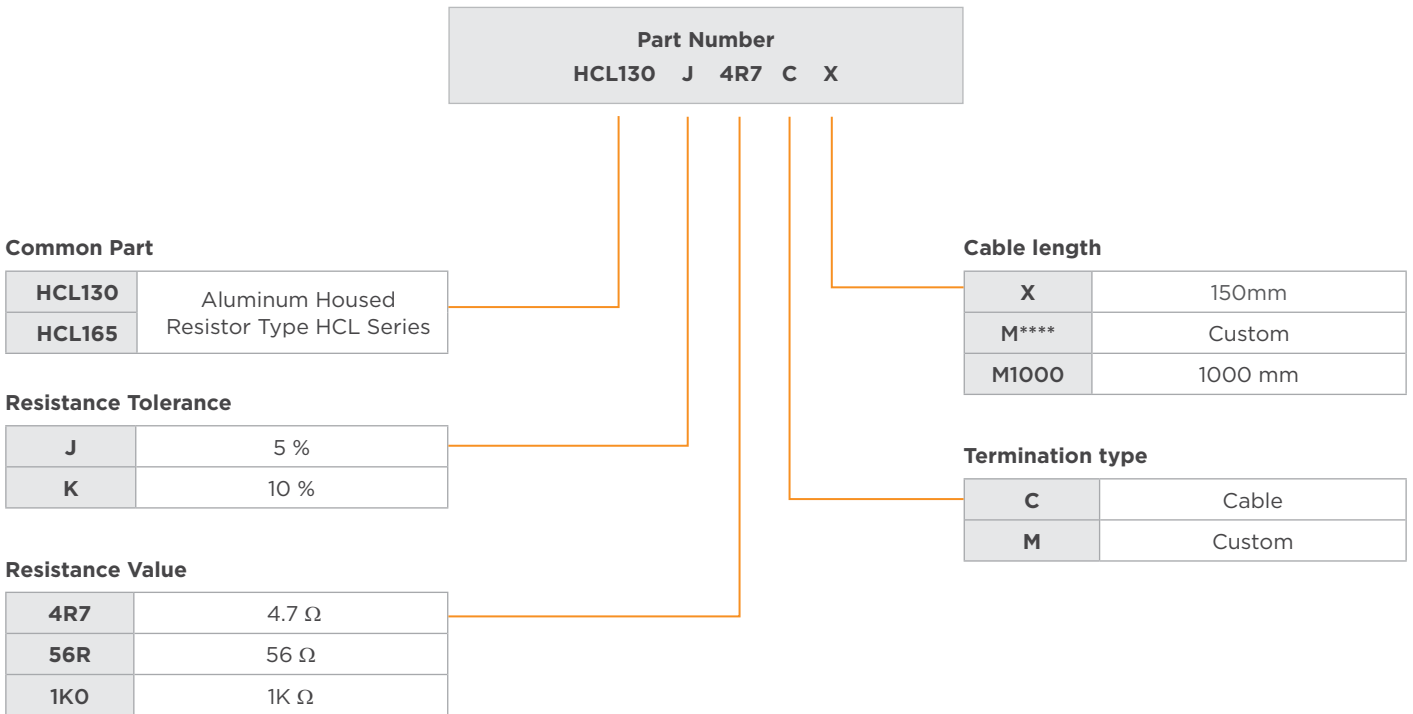 Part Number
HCL130 J 4R7 C X
Common Part
HCL130
HCL165
Aluminum Housed
Resistor Type HCL Series
Resistance Tolerance
J 5 %
K 10 %
Resistance Value
4R7 4.7 Ω
56R 56 Ω
1K0 1K Ω
Cable length
X 150mm
M**** Custom
M1000 1000 mm
Termination type
C Cable
M Custom